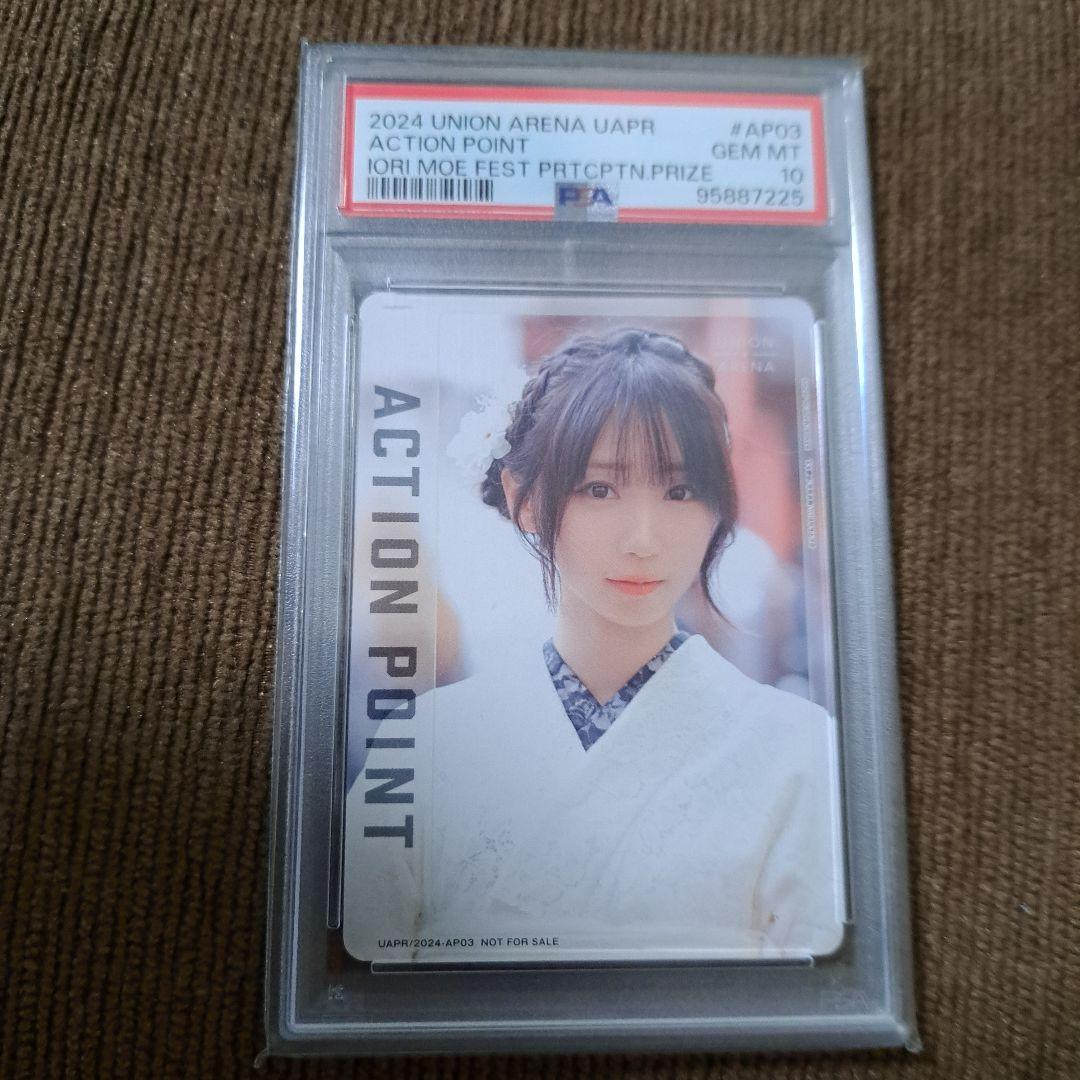 2024 UNION ARENA UAPR #AP03
ACTION POINT GEM MT
IORI MOE FEST PRTCPTN.PRIZE 10
PSA 95887225
UNION
ARENA
ACTION POINT
UAPR/2024-AP03 NOT FOR SALE